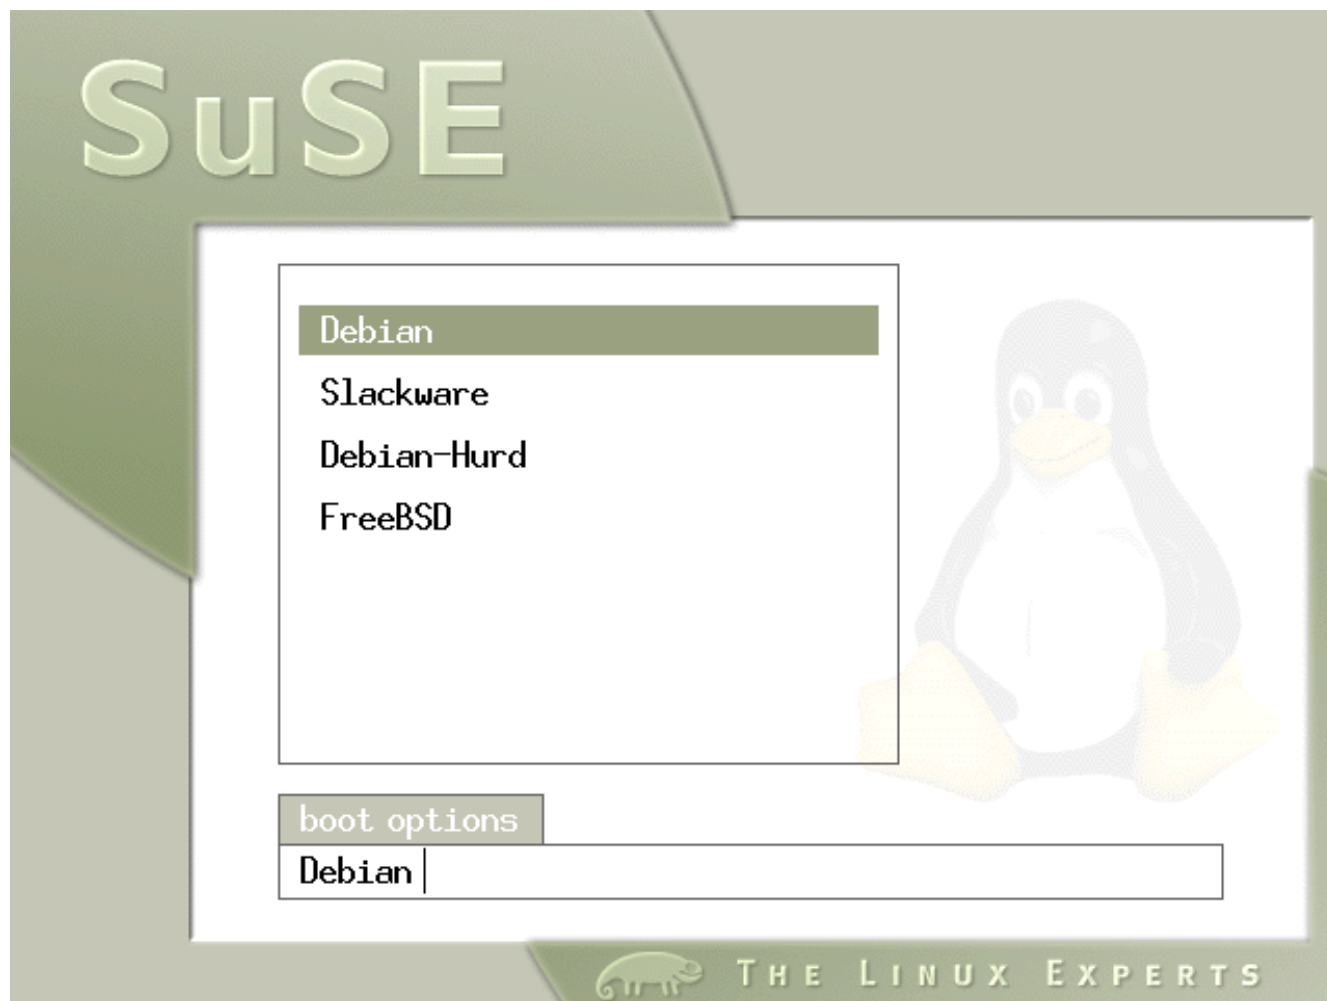 SuSE
Debian
Slackware
Debian-Hurd
FreeBSD
boot options
Debian
THE LINUX EXPERTS